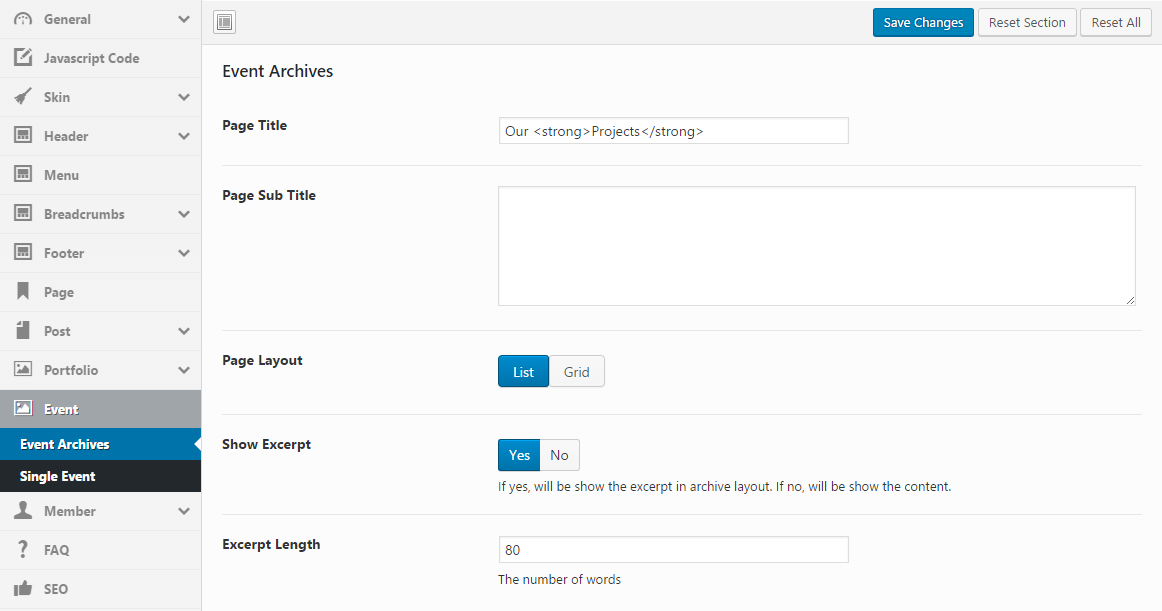 General
Javascript Code
Skin
Header
Menu
Breadcrumbs
Footer
Page
Post
Portfolio
Event
Event Archives
Single Event
Member
FAQ
SEO
Save Changes Reset Section Reset All
Event Archives
Page Title
Our <strong>Projects</strong>
Page Sub Title
Page Layout
List Grid
Show Excerpt
Yes No
If yes, will be show the excerpt in archive layout. If no, will be show the content.
Excerpt Length
80
The number of words